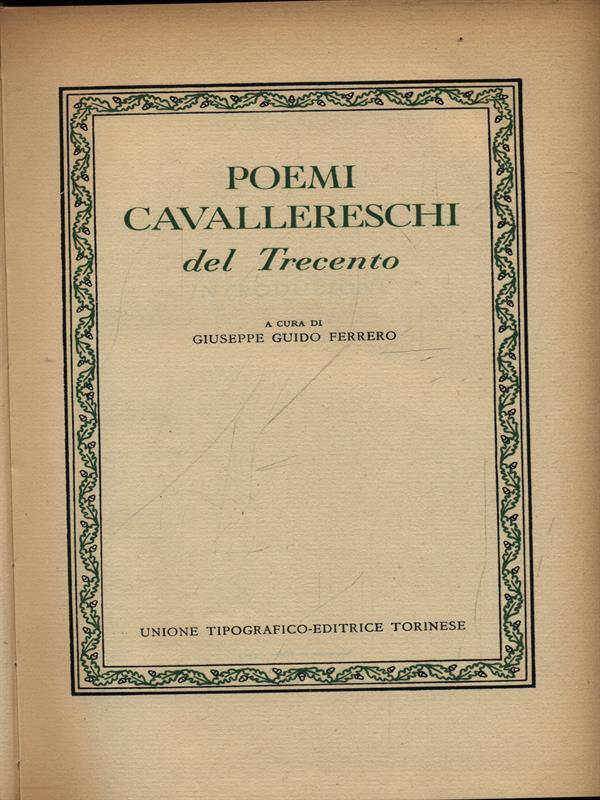 POEMI
CAVALLERESCHI
del Trecento
A CURA DI
GIUSEPPE GUIDO FERRERO
UNIONE TIPOGRAFICO-EDITRICE TORINESE